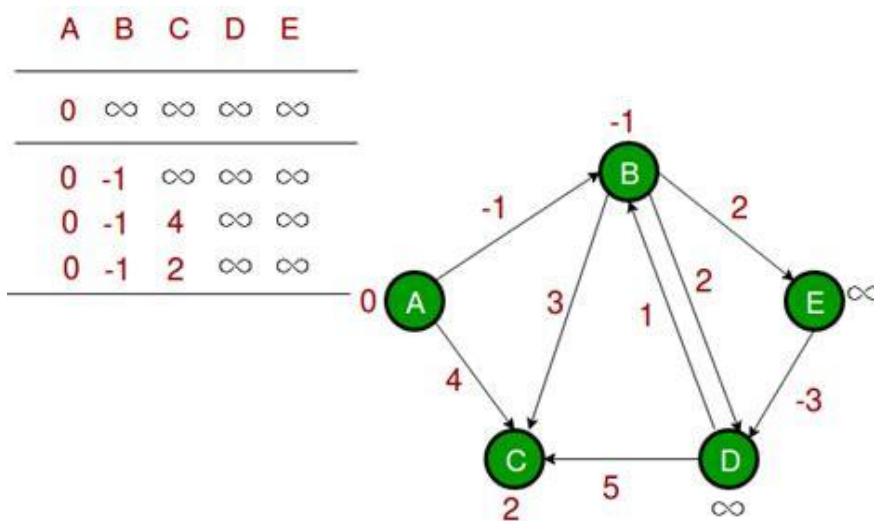 A B C D E
0 ∞ ∞ ∞ ∞
0 -1 ∞ ∞ ∞
0 -1 4 ∞ ∞
0 -1 2 ∞ ∞
-1
B
-1
2
0
A
3
2
1
E
∞
4
-3
C
D
5
2
∞